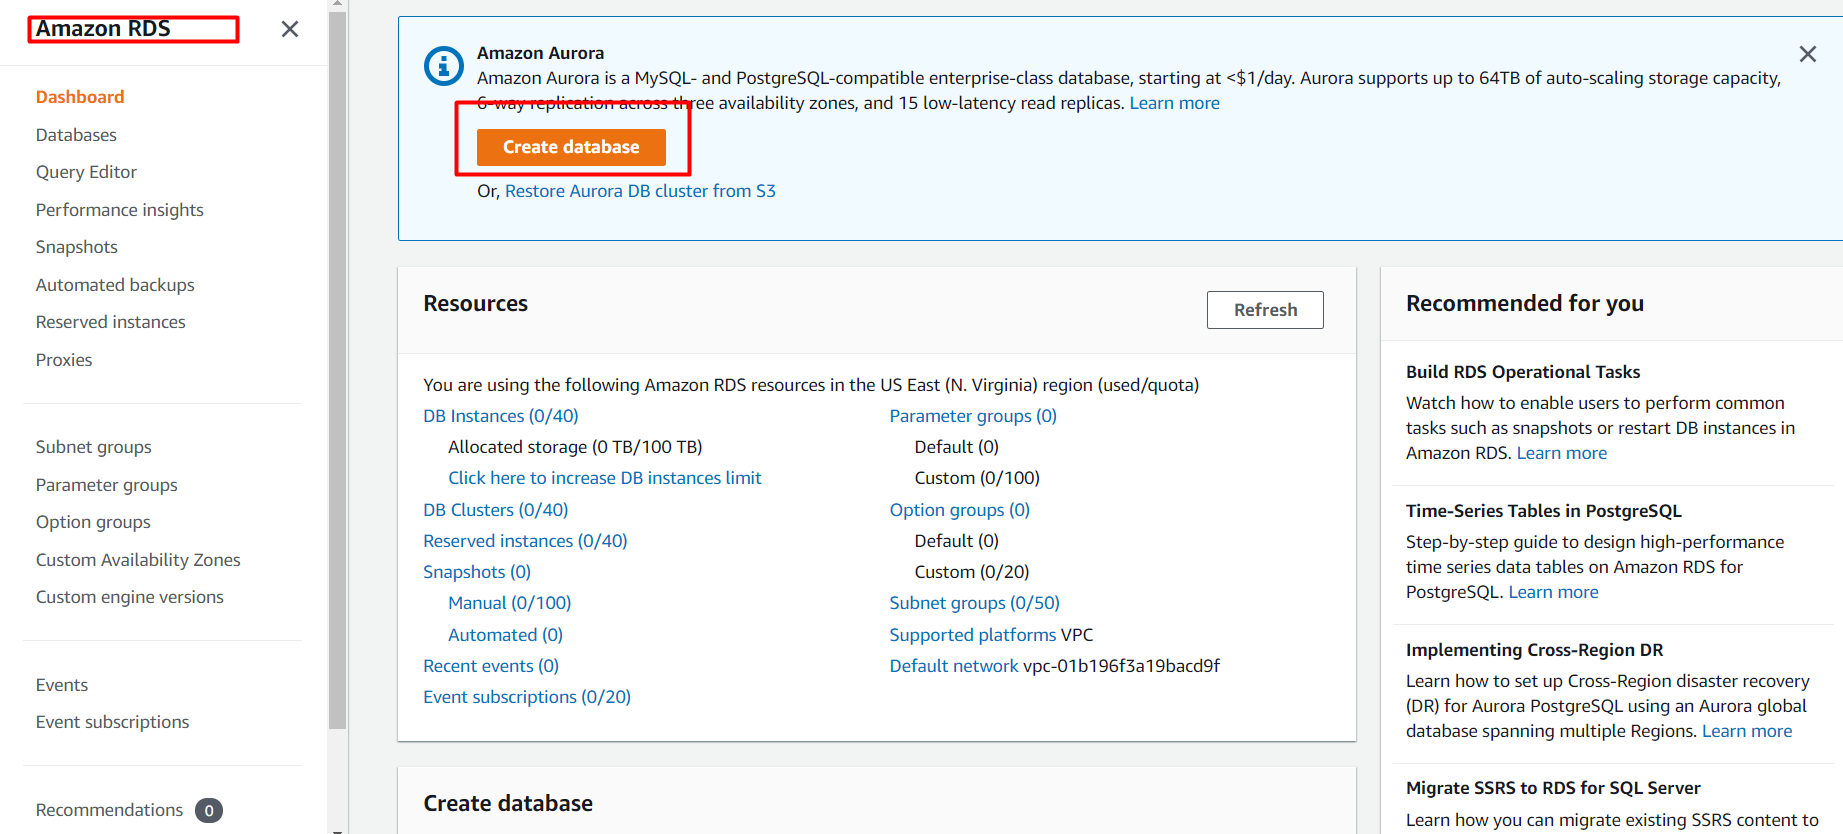 Amazon RDS
Dashboard
Databases
Query Editor
Performance insights
Snapshots
Automated backups
Reserved instances
Proxies
Subnet groups
Parameter groups
Option groups
Custom Availability Zones
Custom engine versions
Events
Event subscriptions
Recommendations 0
Amazon Aurora
Amazon Aurora is a MySQL- and PostgreSQL-compatible enterprise-class database, starting at <$1/day. Aurora supports up to 64TB of auto-scaling storage capacity,
6-way replication across three availability zones, and 15 low-latency read replicas. Learn more
Create database
Or, Restore Aurora DB cluster from S3
Resources
Refresh
You are using the following Amazon RDS resources in the US East (N. Virginia) region (used/quota)
DB Instances (0/40)
Allocated storage (0 TB/100 TB)
Click here to increase DB instances limit
DB Clusters (0/40)
Reserved instances (0/40)
Snapshots (0)
Manual (0/100)
Automated (0)
Recent events (0)
Event subscriptions (0/20)
Parameter groups (0)
Default (0)
Custom (0/100)
Option groups (0)
Default (0)
Custom (0/20)
Subnet groups (0/50)
Supported platforms VPC
Default network vpc-01b196f3a19bacd9f
Create database
Recommended for you
Build RDS Operational Tasks
Watch how to enable users to perform common
tasks such as snapshots or restart DB instances in
Amazon RDS. Learn more
Time-Series Tables in PostgreSQL
Step-by-step guide to design high-performance
time series data tables on Amazon RDS for
PostgreSQL. Learn more
Implementing Cross-Region DR
Learn how to set up Cross-Region disaster recovery
(DR) for Aurora PostgreSQL using an Aurora global
database spanning multiple Regions. Learn more
Migrate SSRS to RDS for SQL Server
Learn how you can migrate existing SSRS content to